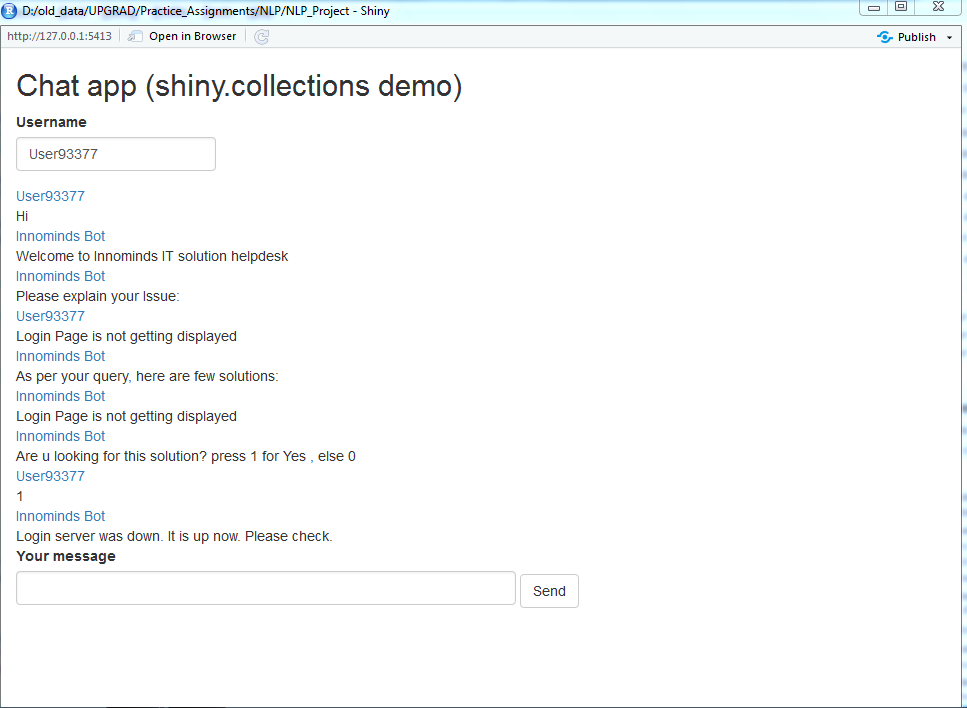 D:/old_data/UPGRAD/Practice_Assignments/NLP/NLP_Project - Shiny
http://127.0.0.1:5413 Open in Browser Publish
Chat app (shiny.collections demo)
Username
User93377
User93377
Hi
Innominds Bot
Welcome to Innominds IT solution helpdesk
Innominds Bot
Please explain your Issue:
User93377
Login Page is not getting displayed
Innominds Bot
As per your query, here are few solutions:
Innominds Bot
Login Page is not getting displayed
Innominds Bot
Are u looking for this solution? press 1 for Yes , else 0
User93377
1
Innominds Bot
Login server was down. It is up now. Please check.
Your message
Send